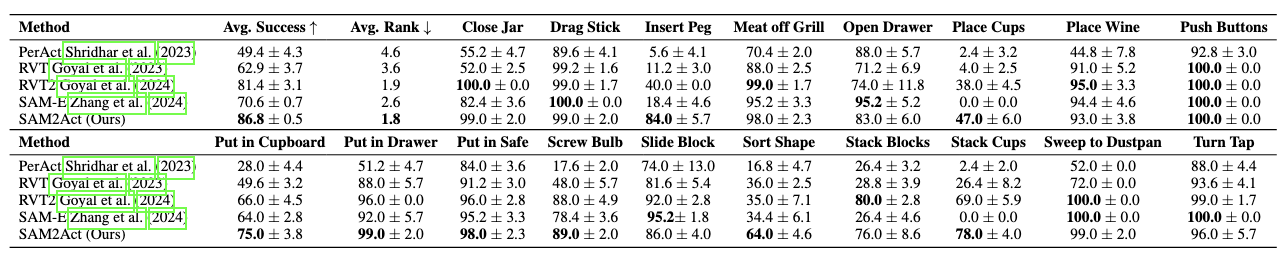 Method Avg. Success ↑ Avg. Rank ↓ Close Jar Drag Stick Insert Peg Meat off Grill Open Drawer Place Cups Place Wine Push Buttons
PerAct Shridhar et al. (2023) 49.4 ± 4.3 4.6 55.2 ± 4.7 89.6 ± 4.1 5.6 ± 4.1 70.4 ± 2.0 88.0 ± 5.7 2.4 ± 3.2 44.8 ± 7.8 92.8 ± 3.0
RVT Goyal et al. (2023) 62.9 ± 3.7 3.6 52.0 ± 2.5 99.2 ± 1.6 11.2 ± 3.0 88.0 ± 2.5 71.2 ± 6.9 4.0 ± 2.5 91.0 ± 5.2 100.0 ± 0.0
RVT2 Goyal et al. (2024) 81.4 ± 3.1 1.9 100.0 ± 0.0 99.0 ± 1.7 40.0 ± 0.0 99.0 ± 1.7 74.0 ± 11.8 38.0 ± 4.5 95.0 ± 3.3 100.0 ± 0.0
SAM-E Zhang et al. (2024) 70.6 ± 0.7 2.6 82.4 ± 3.6 100.0 ± 0.0 18.4 ± 4.6 95.2 ± 3.3 95.2 ± 5.2 0.0 ± 0.0 94.4 ± 4.6 100.0 ± 0.0
SAM2Act (Ours) 86.8 ± 0.5 1.8 99.0 ± 2.0 99.0 ± 2.0 84.0 ± 5.7 98.0 ± 2.3 83.0 ± 6.0 47.0 ± 6.0 93.0 ± 3.8 100.0 ± 0.0
Method Put in Cupboard Put in Drawer Put in Safe Screw Bulb Slide Block Sort Shape Stack Blocks Stack Cups Sweep to Dustpan Turn Tap
PerAct Shridhar et al. (2023) 28.0 ± 4.4 51.2 ± 4.7 84.0 ± 3.6 17.6 ± 2.0 74.0 ± 13.0 16.8 ± 4.7 26.4 ± 3.2 2.4 ± 2.0 52.0 ± 0.0 88.0 ± 4.4
RVT Goyal et al. (2023) 49.6 ± 3.2 88.0 ± 5.7 91.2 ± 3.0 48.0 ± 5.7 81.6 ± 5.4 36.0 ± 2.5 28.8 ± 3.9 26.4 ± 8.2 72.0 ± 0.0 93.6 ± 4.1
RVT2 Goyal et al. (2024) 66.0 ± 4.5 96.0 ± 0.0 96.0 ± 2.8 88.0 ± 4.9 92.0 ± 2.8 35.0 ± 7.1 80.0 ± 2.8 69.0 ± 5.9 100.0 ± 0.0 99.0 ± 1.7
SAM-E Zhang et al. (2024) 64.0 ± 2.8 92.0 ± 5.7 95.2 ± 3.3 78.4 ± 3.6 95.2± 1.8 34.4 ± 6.1 26.4 ± 4.6 0.0 ± 0.0 100.0 ± 0.0 100.0 ± 0.0
SAM2Act (Ours) 75.0 ± 3.8 99.0 ± 2.0 98.0 ± 2.3 89.0 ± 2.0 86.0 ± 4.0 64.0 ± 4.6 76.0 ± 8.6 78.0 ± 4.0 99.0 ± 2.0 96.0 ± 5.7